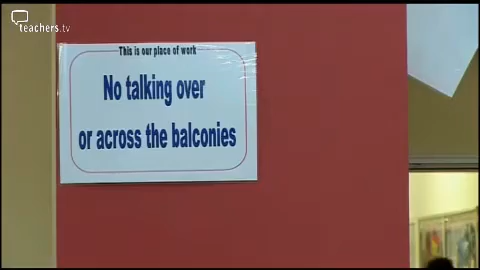 teachers.tv
This is our place of work
No talking over
or across the balconies